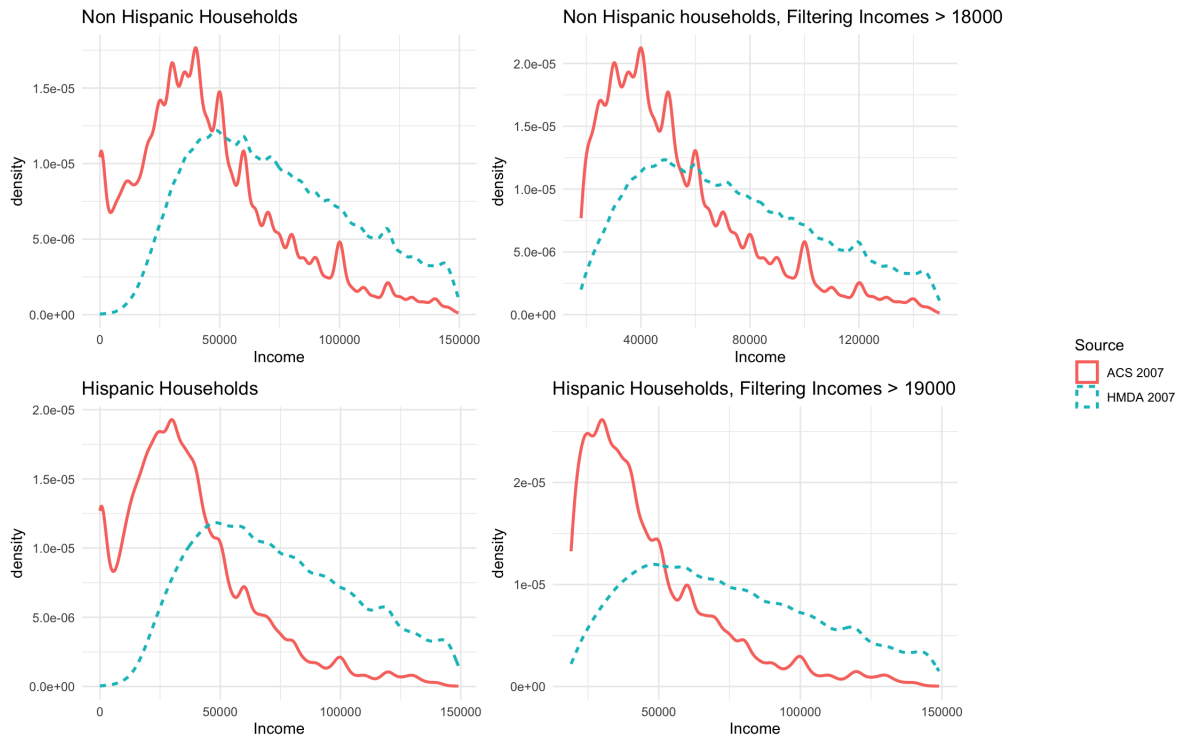 Non Hispanic Households
density
1.5e-05
1.0e-05
5.0e-06
0.0e+00
0
50000
100000
150000
Income
Non Hispanic households, Filtering Incomes > 18000
density
2.0e-05
1.5e-05
1.0e-05
5.0e-06
0.0e+00
40000
80000
120000
Income
Hispanic Households
density
2.0e-05
1.5e-05
1.0e-05
5.0e-06
0.0e+00
0
50000
100000
150000
Income
Hispanic Households, Filtering Incomes > 19000
density
2e-05
1e-05
0e+00
50000
100000
150000
Income
Source
ACS 2007
HMDA 2007